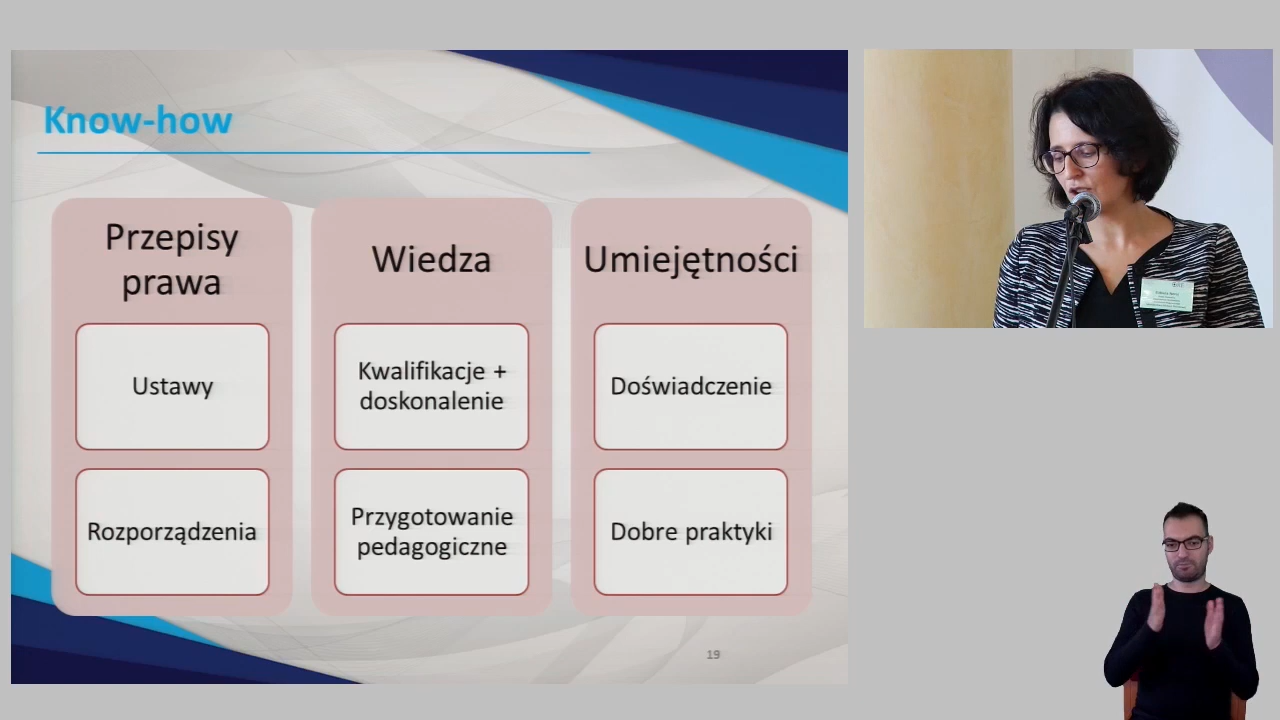 Know-how
Przepisy
prawa
Ustawy
Rozporządzenia
Wiedza
Kwalifikacje +
doskonalenie
Przygotowanie
pedagogiczne
Umiejętności
Doświadczenie
Dobre praktyki
19